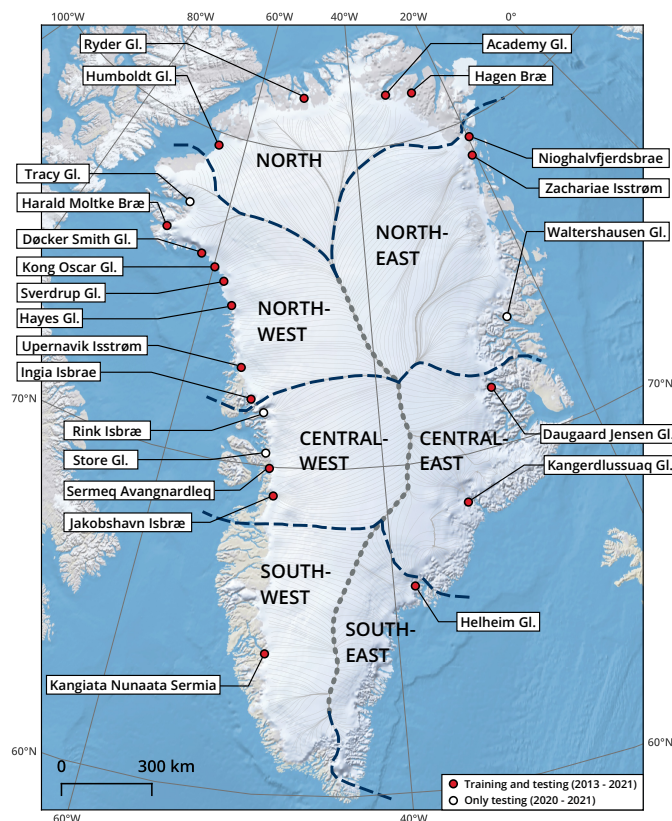 100°W
80°W
60°W
40°W
20°W
0°
Ryder Gl.
Academy Gl.
Humboldt Gl.
Hagen Bræ
NORTH
Nioghalvfjerdsbrae
Tracy Gl.
Zachariae Isstrøm
Harald Moltke Bræ
Waltershausen Gl.
Døcker Smith Gl.
NORTH-
EAST
Kong Oscar Gl.
Sverdrup Gl.
NORTH-
WEST
Hayes Gl.
Upernavik Isstrøm
Ingia Isbrae
70°N
70°N
Rink Isbræ
CENTRAL-
WEST
CENTRAL-
EAST
Daugaard Jensen Gl.
Store Gl.
Kangerdlussuaq Gl.
Sermeq Avangnardleq
Jakobshavn Isbræ
SOUTH-
WEST
SOUTH-
EAST
Helheim Gl.
Kangiata Nunaata Sermia
60°N
60°N
0
300 km
Training and testing (2013 - 2021)
Only testing (2020 - 2021)
60°W
40°W